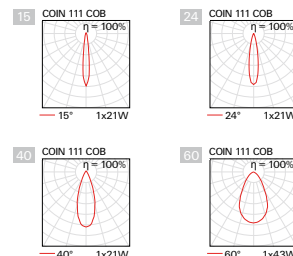 15 COIN 111 COB
η = 100%
15° 1x21W
24 COIN 111 COB
η = 100%
24° 1x21W
40 COIN 111 COB
η = 100%
40° 1x21W
60 COIN 111 COB
η = 100%
60° 1x43W